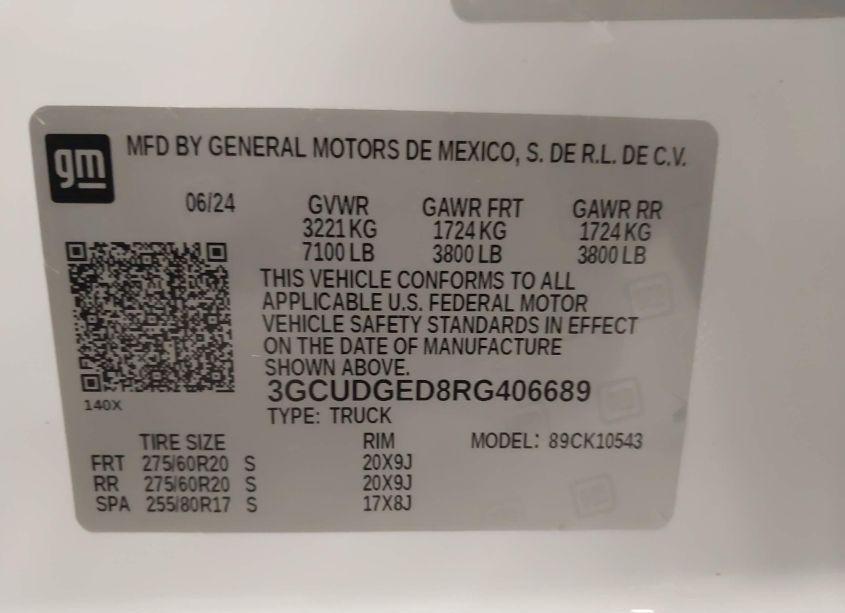 gm MFD BY GENERAL MOTORS DE MEXICO, S. DE R.L. DE C.V.
06/24 GVWR GAWR FRT GAWR RR
3221 KG 1724 KG 1724 KG
7100 LB 3800 LB 3800 LB
THIS VEHICLE CONFORMS TO ALL
APPLICABLE U.S. FEDERAL MOTOR
VEHICLE SAFETY STANDARDS IN EFFECT
ON THE DATE OF MANUFACTURE
SHOWN ABOVE.
3GCUDGED8RG406689
140X
TYPE: TRUCK
TIRE SIZE RIM MODEL: 89CK10543
FRT 275/60R20 S 20X9J
RR 275/60R20 S 20X9J
SPA 255/80R17 S 17X8J